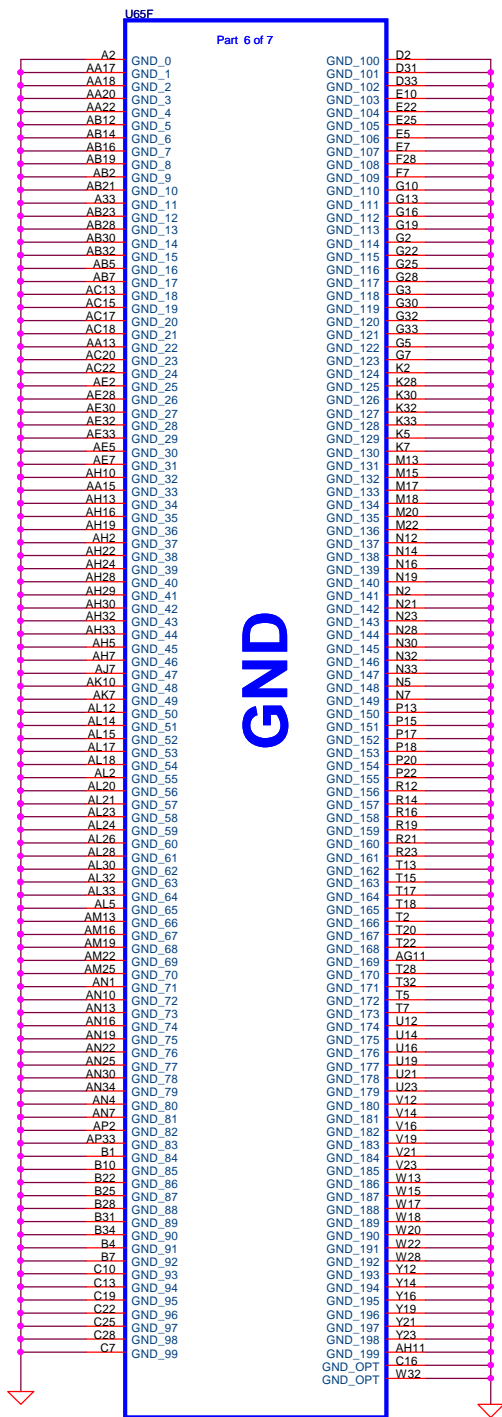 U65F
Part 6 of 7
A2 GND_0 GND_100 D2
AA17 GND_1 GND_101 D31
AA18 GND_2 GND_102 D33
AA20 GND_3 GND_103 E10
AA22 GND_4 GND_104 E22
AB12 GND_5 GND_105 E25
AB14 GND_6 GND_106 E5
AB16 GND_7 GND_107 E7
AB19 GND_8 GND_108 F28
AB2 GND_9 GND_109 F7
AB21 GND_10 GND_110 G10
A33 GND_11 GND_111 G13
AB23 GND_12 GND_112 G16
AB28 GND_13 GND_113 G19
AB30 GND_14 GND_114 G2
AB32 GND_15 GND_115 G22
AB5 GND_16 GND_116 G25
AB7 GND_17 GND_117 G28
AC13 GND_18 GND_118 G3
AC15 GND_19 GND_119 G30
AC17 GND_20 GND_120 G32
AC18 GND_21 GND_121 G33
AA13 GND_22 GND_122 G5
AC20 GND_23 GND_123 G7
AC22 GND_24 GND_124 K2
AE2 GND_25 GND_125 K28
AE28 GND_26 GND_126 K30
AE30 GND_27 GND_127 K32
AE32 GND_28 GND_128 K33
AE33 GND_29 GND_129 K5
AE5 GND_30 GND_130 K7
AE7 GND_31 GND_131 M13
AH10 GND_32 GND_132 M15
AA15 GND_33 GND_133 M17
AH13 GND_34 GND_134 M18
AH16 GND_35 GND_135 M20
AH19 GND_36 GND_136 M22
AH2 GND_37 GND_137 N12
AH22 GND_38 GND_138 N14
AH24 GND_39 GND_139 N16
AH28 GND_40 GND_140 N19
AH29 GND_41 GND_141 N2
AH30 GND_42 GND_142 N21
AH32 GND_43 GND_143 N23
AH33 GND_44 GND_144 N28
AH5 GND_45 GND_145 N30
AH7 GND_46 GND_146 N32
AJ7 GND_47 GND_147 N33
AK10 GND_48 GND_148 N5
AK7 GND_49 GND_149 N7
AL12 GND_50 GND_150 P13
AL14 GND_51 GND_151 P15
AL15 GND_52 GND_152 P17
AL17 GND_53 GND_153 P18
AL18 GND_54 GND_154 P20
AL2 GND_55 GND_155 P22
AL20 GND_56 GND_156 R12
AL21 GND_57 GND_157 R14
AL23 GND_58 GND_158 R16
AL24 GND_59 GND_159 R19
AL26 GND_60 GND_160 R21
AL28 GND_61 GND_161 R23
AL30 GND_62 GND_162 T13
AL32 GND_63 GND_163 T15
AL33 GND_64 GND_164 T17
AL5 GND_65 GND_165 T18
AM13 GND_66 GND_166 T2
AM16 GND_67 GND_167 T20
AM19 GND_68 GND_168 T22
AM22 GND_69 GND_169 AG11
AM25 GND_70 GND_170 T28
AN1 GND_71 GND_171 T32
AN10 GND_72 GND_172 T5
AN13 GND_73 GND_173 T7
AN16 GND_74 GND_174 U12
AN19 GND_75 GND_175 U14
AN22 GND_76 GND_176 U16
AN25 GND_77 GND_177 U19
AN30 GND_78 GND_178 U21
AN34 GND_79 GND_179 U23
AN4 GND_80 GND_180 V12
AN7 GND_81 GND_181 V14
AP2 GND_82 GND_182 V16
AP33 GND_83 GND_183 V19
B1 GND_84 GND_184 V21
B10 GND_85 GND_185 V23
B22 GND_86 GND_186 W13
B25 GND_87 GND_187 W15
B28 GND_88 GND_188 W17
B31 GND_89 GND_189 W18
B34 GND_90 GND_190 W20
B4 GND_91 GND_191 W22
B7 GND_92 GND_192 W28
C10 GND_93 GND_193 Y12
C13 GND_94 GND_194 Y14
C19 GND_95 GND_195 Y16
C22 GND_96 GND_196 Y19
C25 GND_97 GND_197 Y21
C28 GND_98 GND_198 Y23
C7 GND_99 GND_199 AH11
GND_OPT C16
GND_OPT W32
GND